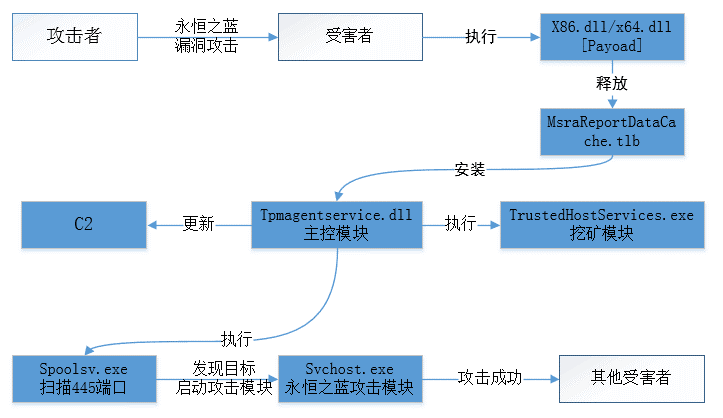 攻击者
永恒之蓝
漏洞攻击
受害者
执行
X86.dll/x64.dll
[Payoad]
释放
MsraReportDataCa
che.tlb
安装
C2
更新
Tpmagentservice.dll
主控模块
执行
TrustedHostServices.exe
挖矿模块
执行
Spoolsv.exe
扫描445端口
发现目标
启动攻击模块
Svchost.exe
永恒之蓝攻击模块
攻击成功
其他受害者